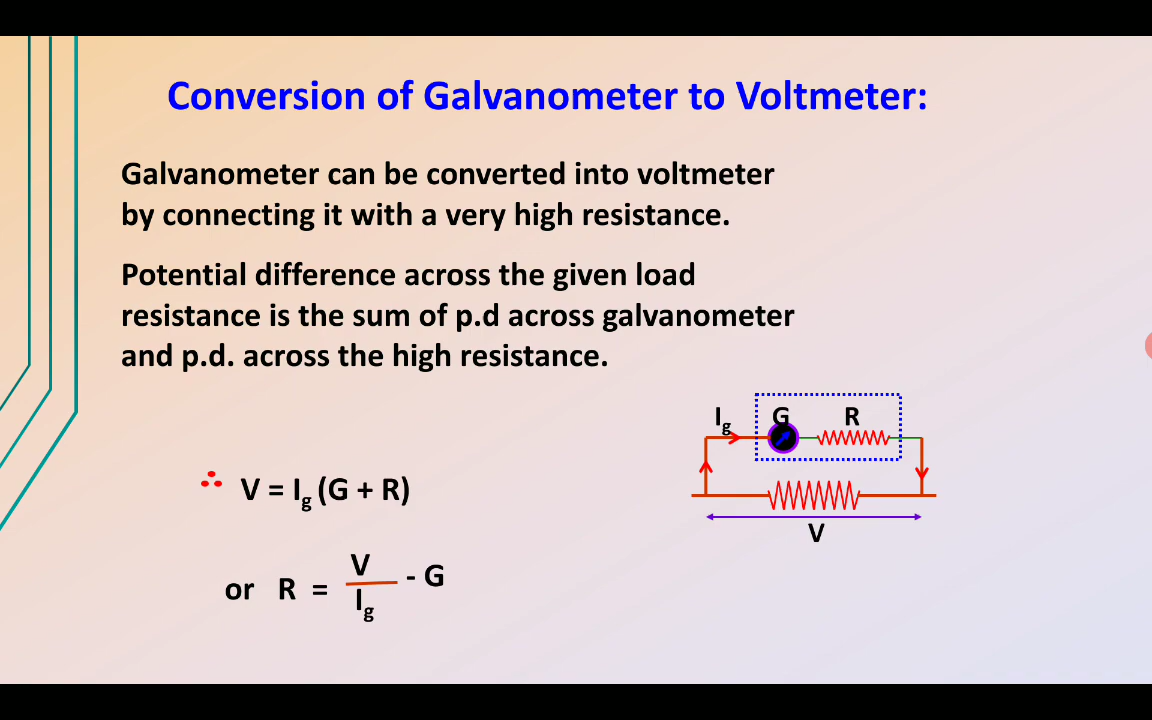 Conversion of Galvanometer to Voltmeter:
Galvanometer can be converted into voltmeter
by connecting it with a very high resistance.
Potential difference across the given load
resistance is the sum of p.d across galvanometer
and p.d. across the high resistance.
Ig G R
V
∴ V = Ig (G + R)
or R = V/Ig - G